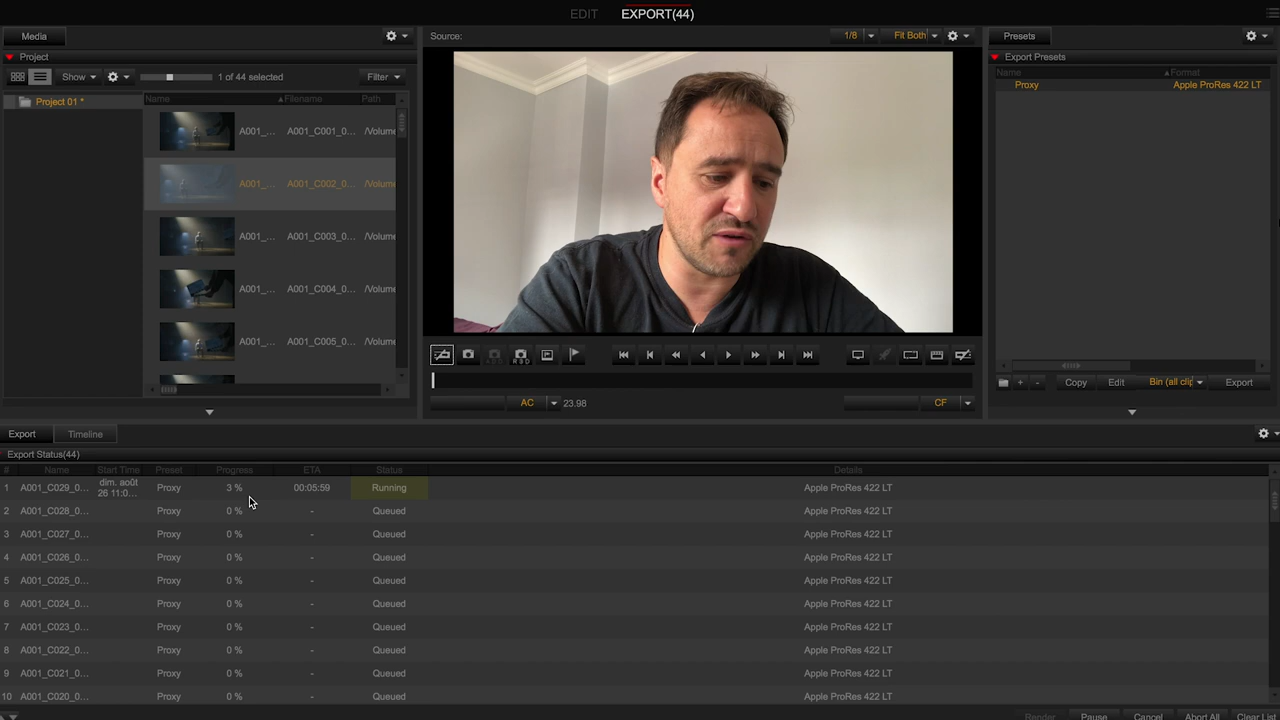 EDIT EXPORT(44)
Media Source: 1/8 Fit Both Presets
Project Export Presets
Show 1 of 44 selected Filter Name Format
Project 01 * Name Filename Path Proxy Apple ProRes 422 LT
A001_... A001_C001_0... /Volume
A001_... A001_C002_0... /Volume
A001_... A001_C003_0... /Volume
A001_... A001_C004_0... /Volume
A001_... A001_C005_0... /Volume
R3D
+ - Copy Edit Bin (all clip Export
AC 23.98 CF
Export Timeline
Export Status(44)
# Name Start Time Preset Progress ETA Status Details
1 A001_C029_0... dim. août 26 11:0... Proxy 3 % 00:05:59 Running Apple ProRes 422 LT
2 A001_C028_0... Proxy 0 % - Queued Apple ProRes 422 LT
3 A001_C027_0... Proxy 0 % - Queued Apple ProRes 422 LT
4 A001_C026_0... Proxy 0 % - Queued Apple ProRes 422 LT
5 A001_C025_0... Proxy 0 % - Queued Apple ProRes 422 LT
6 A001_C024_0... Proxy 0 % - Queued Apple ProRes 422 LT
7 A001_C023_0... Proxy 0 % - Queued Apple ProRes 422 LT
8 A001_C022_0... Proxy 0 % - Queued Apple ProRes 422 LT
9 A001_C021_0... Proxy 0 % - Queued Apple ProRes 422 LT
10 A001_C020_0... Proxy 0 % - Queued Apple ProRes 422 LT
Render Pause Cancel Abort All Clear List